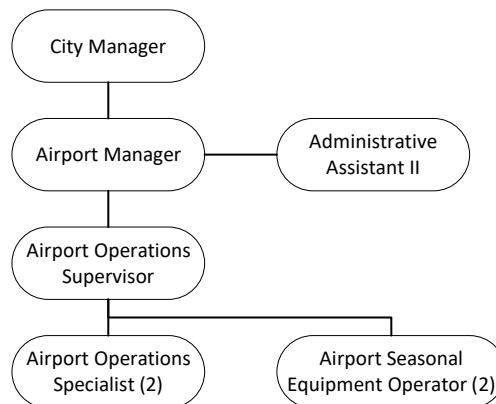 City Manager
Airport Manager
Administrative
Assistant II
Airport Operations
Supervisor
Airport Operations
Specialist (2)
Airport Seasonal
Equipment Operator (2)